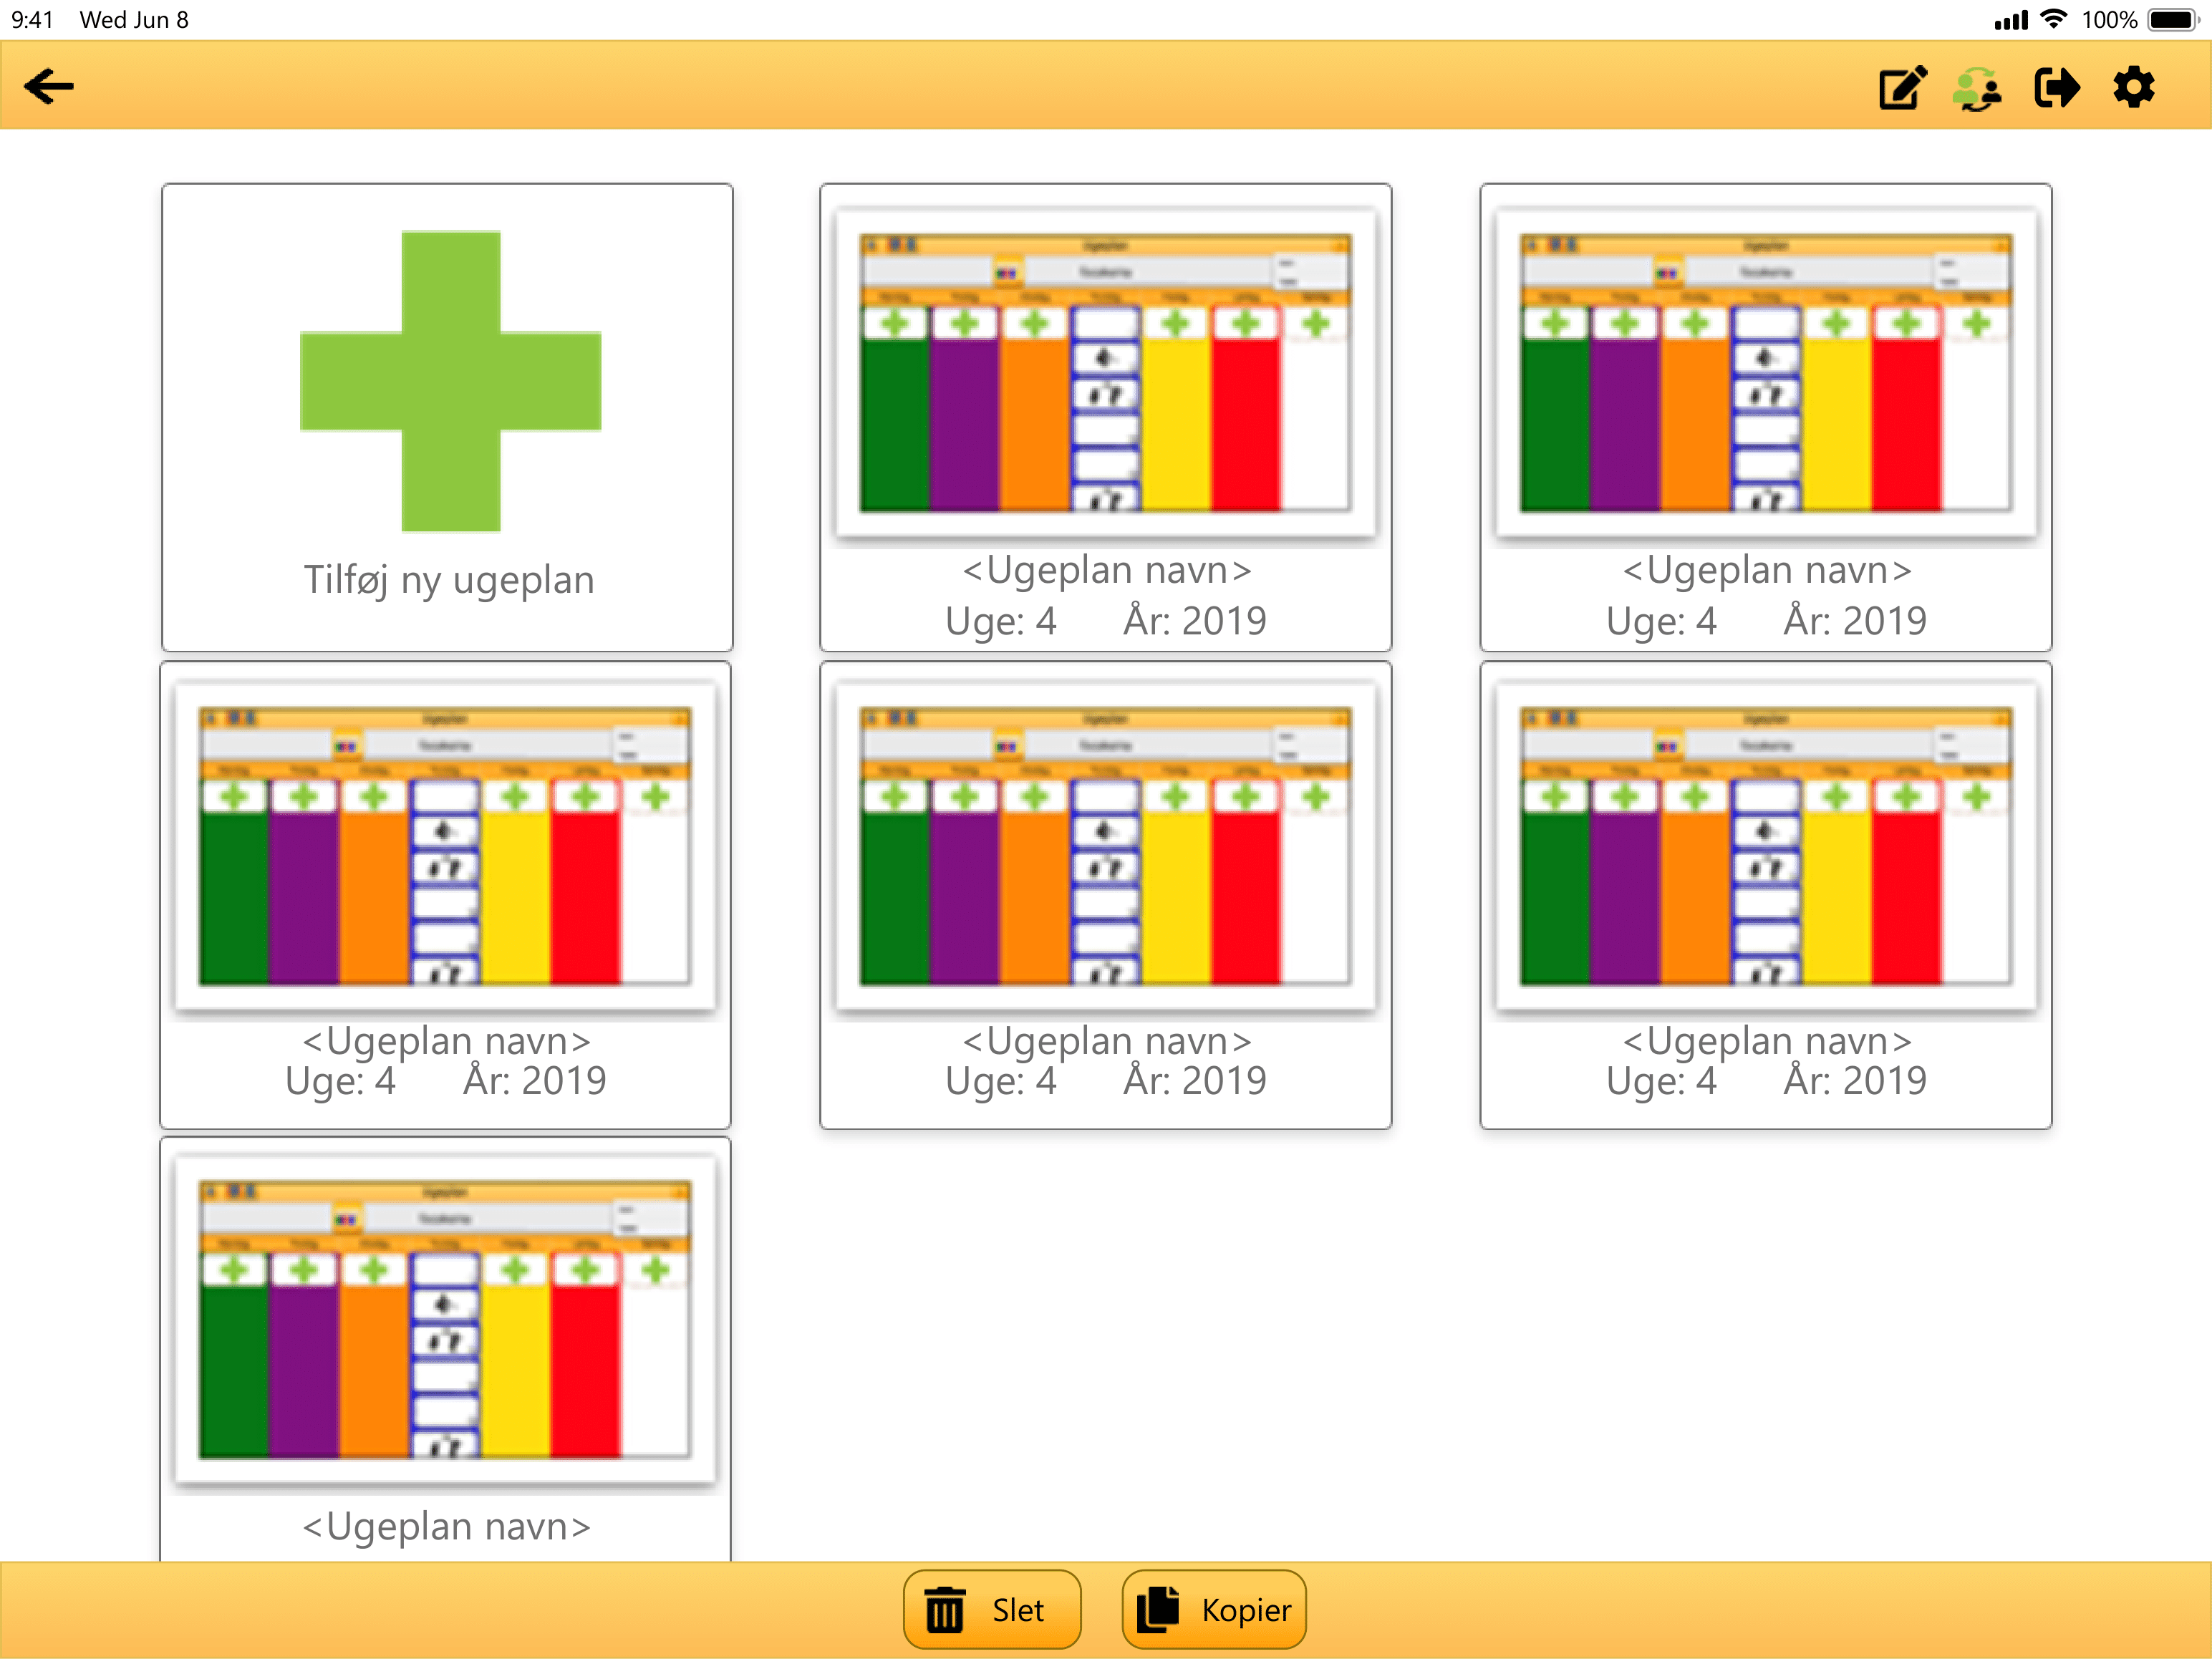 9:41 Wed Jun 8 100%
Tilføj ny ugeplan
<Ugeplan navn>
Uge: 4 År: 2019
<Ugeplan navn>
Uge: 4 År: 2019
<Ugeplan navn>
Uge: 4 År: 2019
<Ugeplan navn>
Uge: 4 År: 2019
<Ugeplan navn>
Uge: 4 År: 2019
<Ugeplan navn>
Slet
Kopier